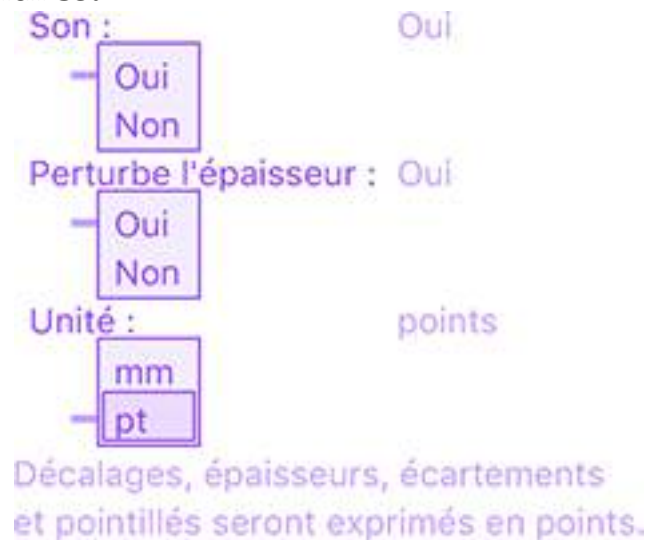 Son : Oui
Oui
Non
Perturbe l'épaisseur : Oui
Oui
Non
Unité : points
mm
pt
Décalages, épaisseurs, écartements
et pointillés seront exprimés en points.